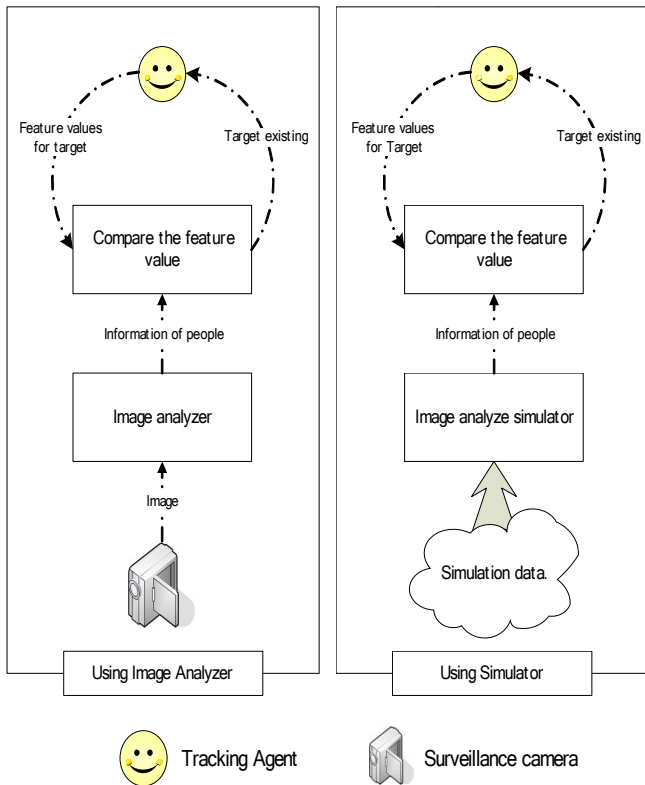 Feature values
for target
Target existing
Compare the feature
value
Information of people
Image analyzer
Image
Using Image Analyzer
Feature values
for Target
Target existing
Compare the feature
value
Information of people
Image analyze simulator
Simulation data.
Using Simulator
Tracking Agent
Surveillance camera